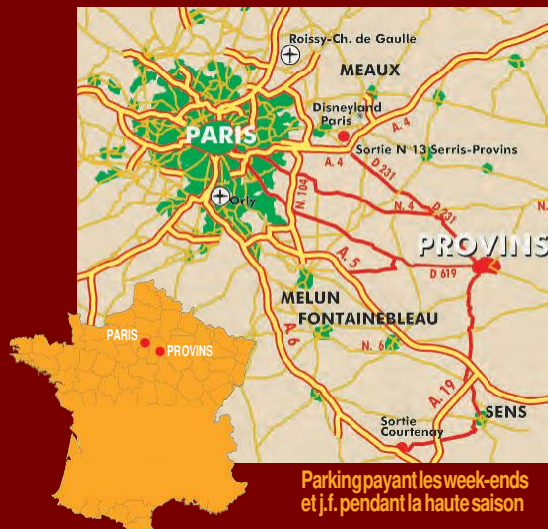 Roissy-Ch. de Gaulle
MEAUX
Disneyland
Paris ®
PARIS
A. 4
Sortie N° 13 Serris-Provins
A. 4
D 231
N. 104
N. 4
D 231
N.
Orly
PROVINS
A. 5
D 619
MELUN
FONTAINEBLEAU
A. 6
N. 6
A. 19
SENS
Sortie
Courtenay
PARIS
PROVINS
Parking payant les week-ends
et j.f. pendant la haute saison